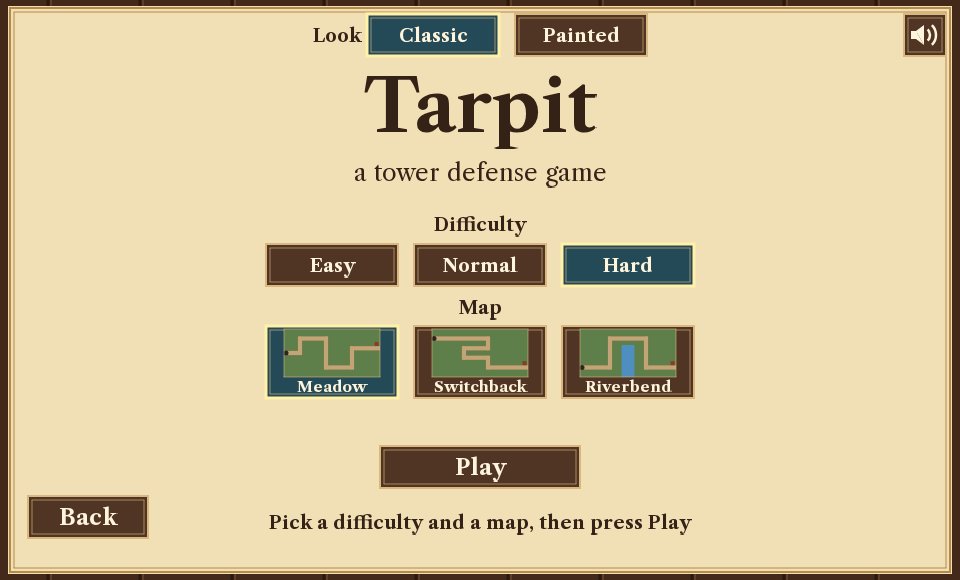 Look Classic Painted
Tarpit
a tower defense game
Difficulty
Easy Normal Hard
Map
Meadow Switchback Riverbend
Play
Back
Pick a difficulty and a map, then press Play